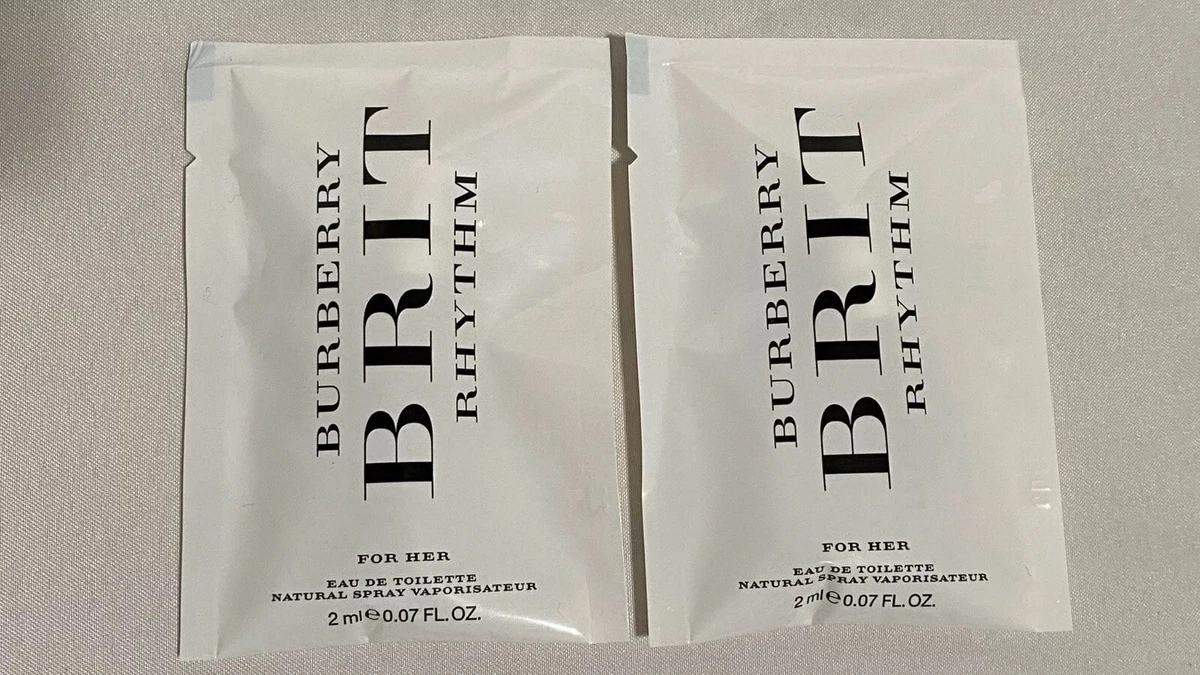 BURBERRY
BRIT
RHYTHM
FOR HER
EAU DE TOILETTE
NATURAL SPRAY VAPORISATEUR
2 ml ℮ 0.07 FL. OZ.
BURBERRY
BRIT
RHYTHM
FOR HER
EAU DE TOILETTE
NATURAL SPRAY VAPORISATEUR
2 ml ℮ 0.07 FL. OZ.